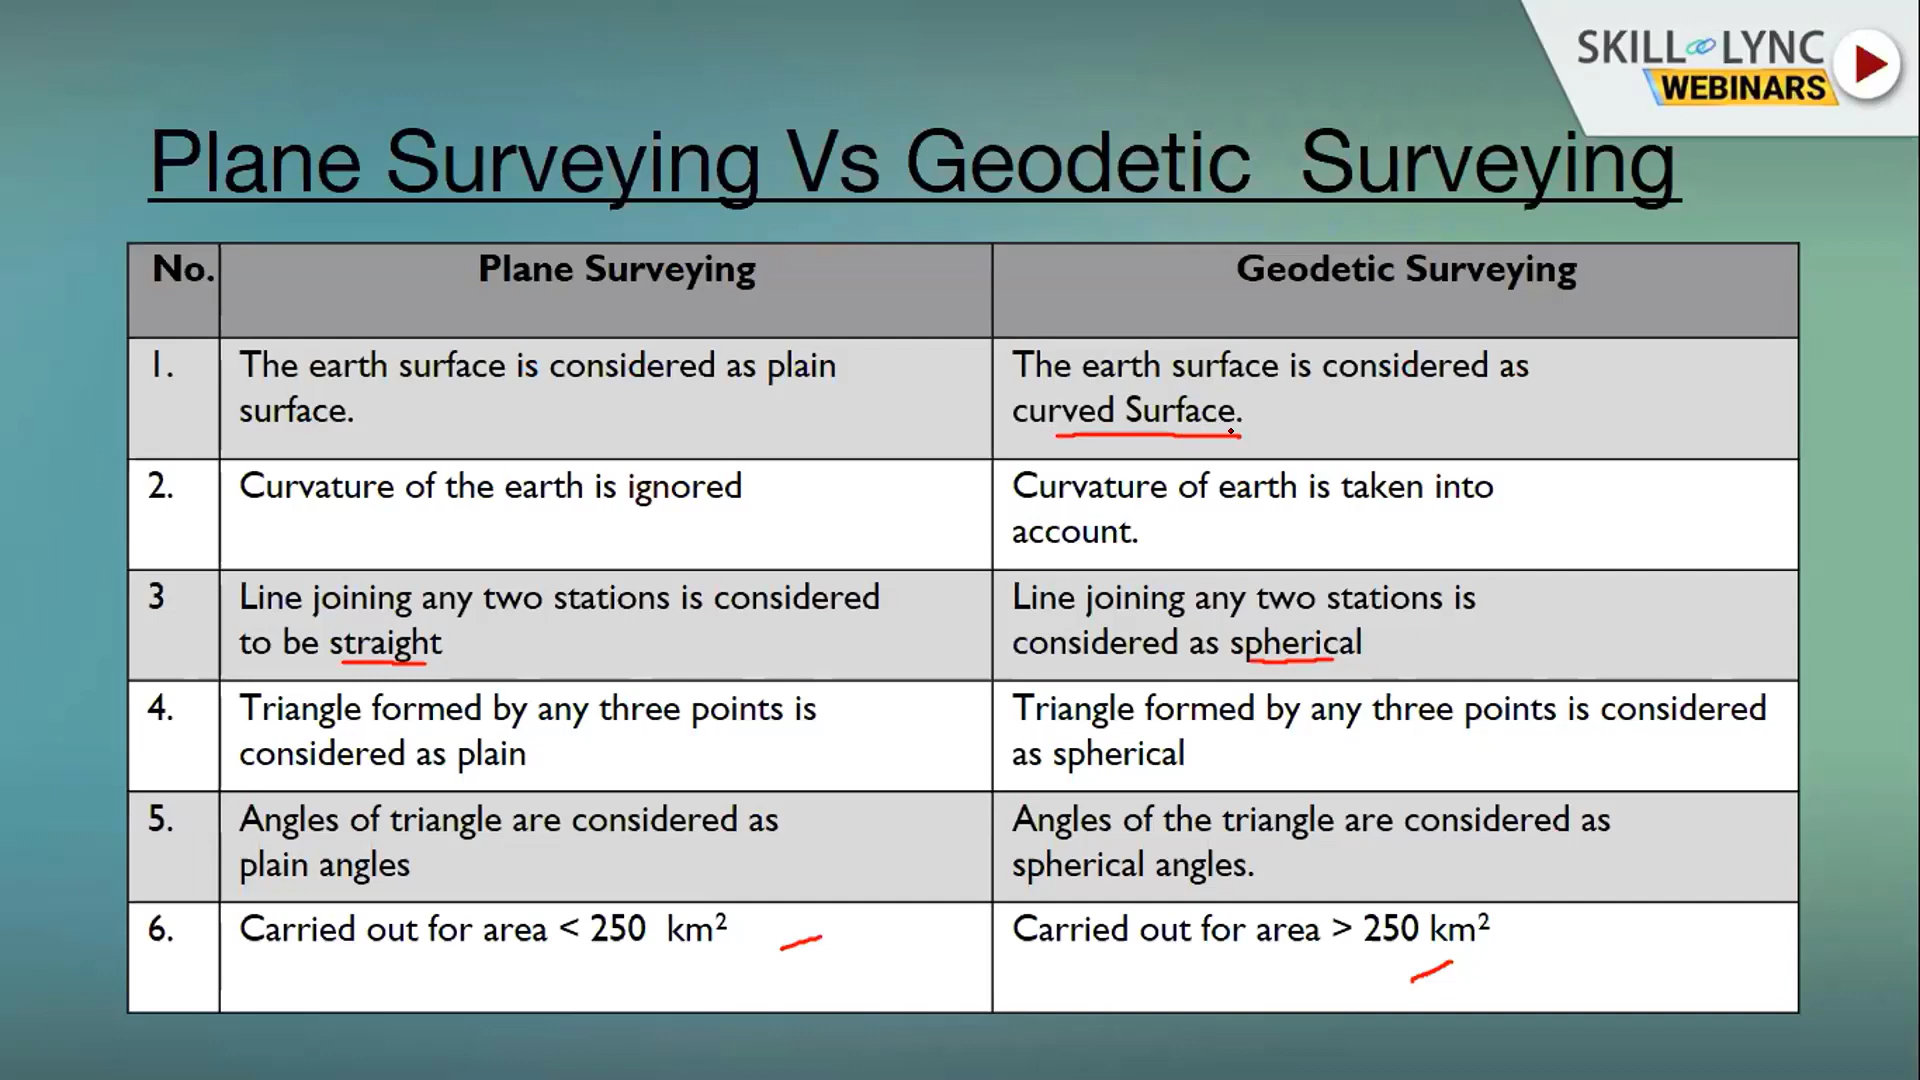 SKILL LYNC
WEBINARS
Plane Surveying Vs Geodetic Surveying
No.
Plane Surveying
Geodetic Surveying
1.
The earth surface is considered as plain
surface.
The earth surface is considered as
curved Surface.
2.
Curvature of the earth is ignored
Curvature of earth is taken into
account.
3
Line joining any two stations is considered
to be straight
Line joining any two stations is
considered as spherical
4.
Triangle formed by any three points is
considered as plain
Triangle formed by any three points is considered
as spherical
5.
Angles of triangle are considered as
plain angles
Angles of the triangle are considered as
spherical angles.
6.
Carried out for area < 250 km²
Carried out for area > 250 km²